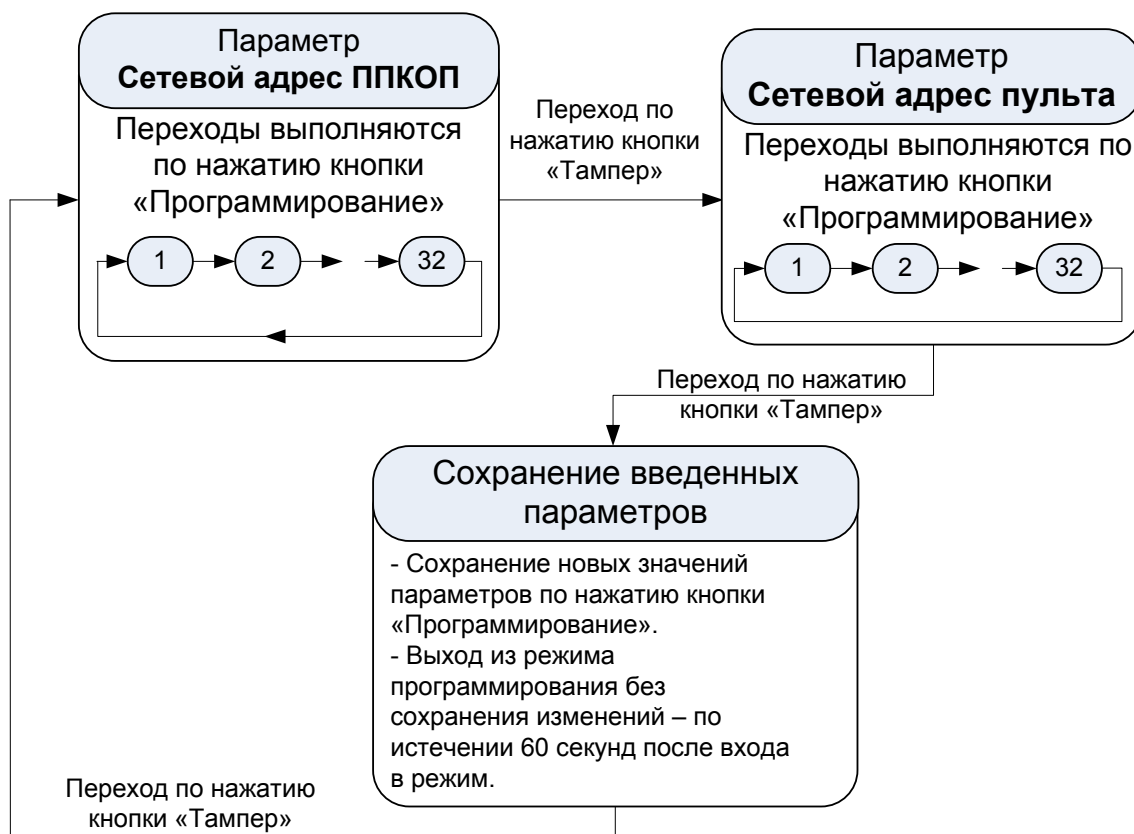 Параметр
Сетевой адрес ППКОП
Переходы выполняются
по нажатию кнопки
«Программирование»
1
2
32
Переход по
нажатию кнопки
«Тампер»
Параметр
Сетевой адрес пульта
Переходы выполняются по
нажатию кнопки
«Программирование»
1
2
32
Переход по нажатию
кнопки «Тампер»
Сохранение введенных
параметров
- Сохранение новых значений
параметров по нажатию кнопки
«Программирование».
- Выход из режима
программирования без
сохранения изменений – по
истечении 60 секунд после входа
в режим.
Переход по нажатию
кнопки «Тампер»